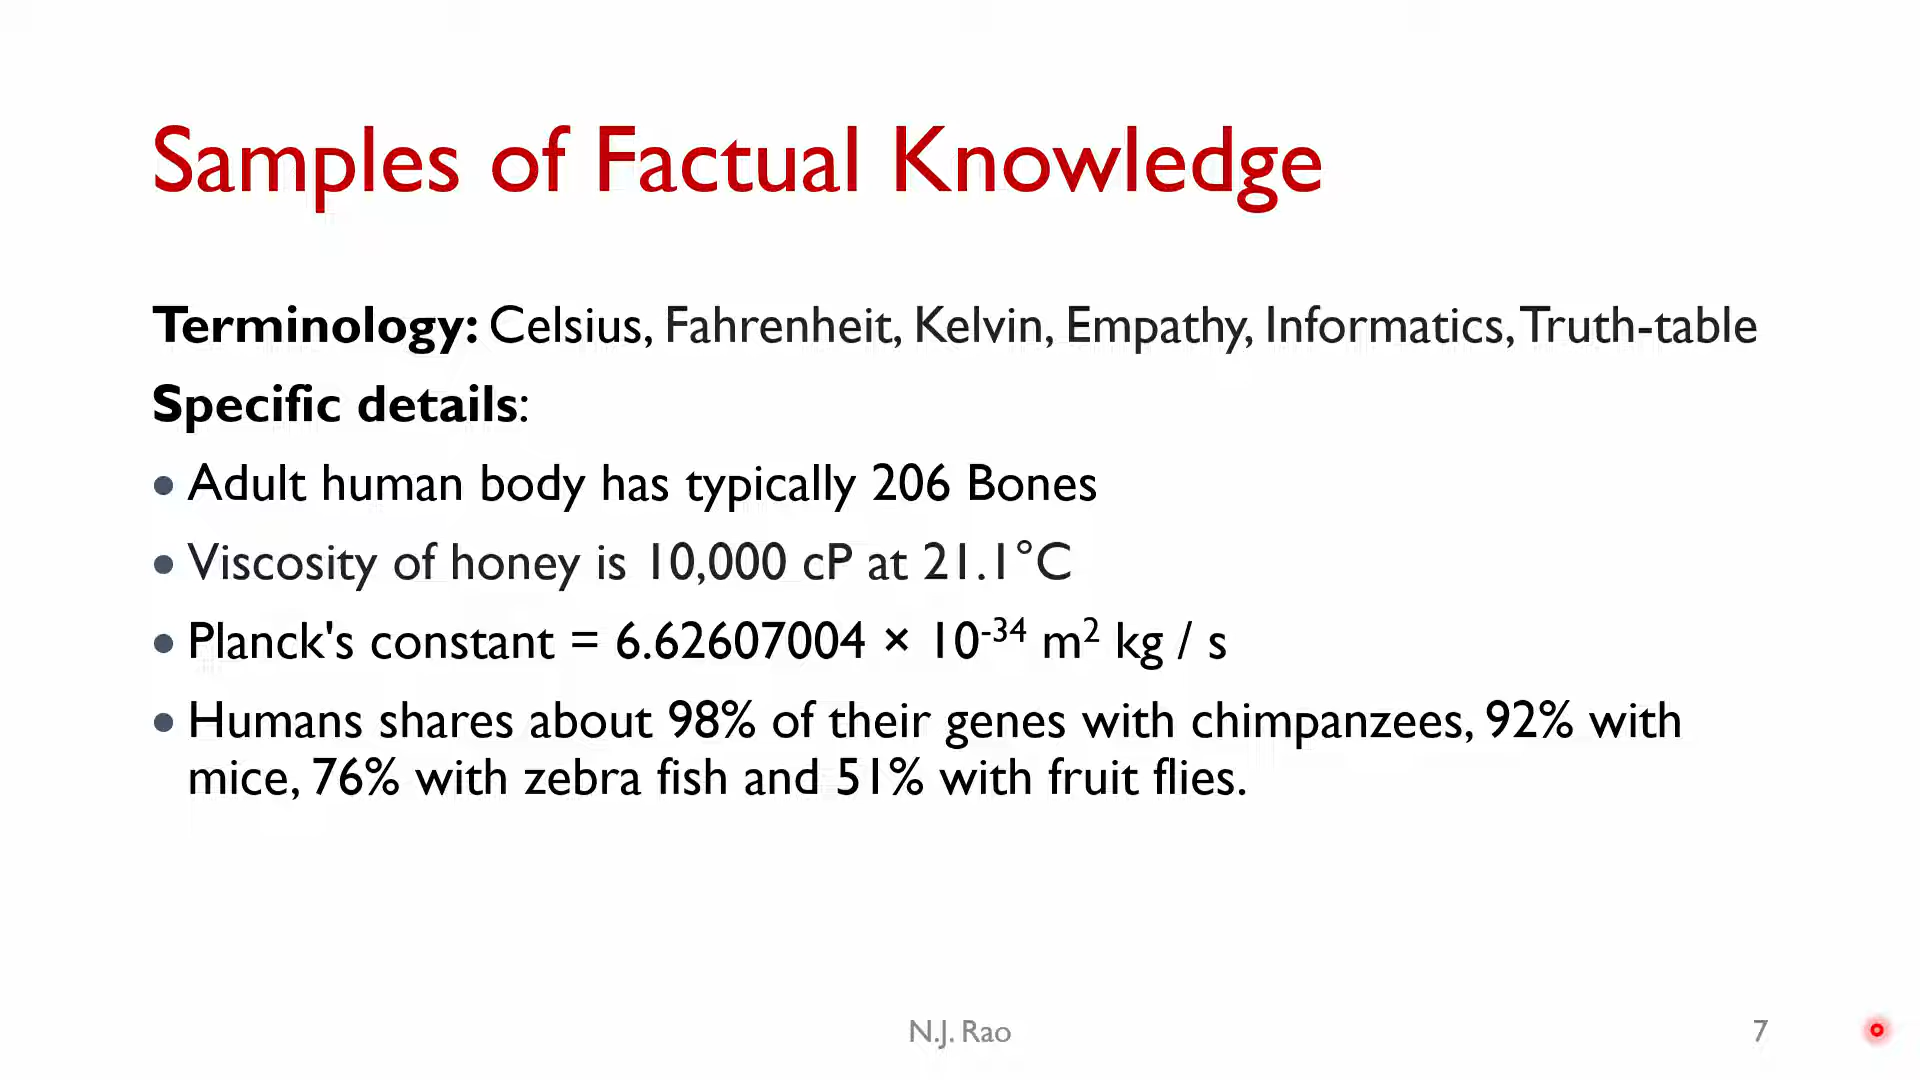 Samples of Factual Knowledge
Terminology: Celsius, Fahrenheit, Kelvin, Empathy, Informatics, Truth-table
Specific details:
• Adult human body has typically 206 Bones
• Viscosity of honey is 10,000 cP at 21.1°C
• Planck's constant = 6.62607004 × 10⁻³⁴ m² kg / s
• Humans shares about 98% of their genes with chimpanzees, 92% with
mice, 76% with zebra fish and 51% with fruit flies.
N.J. Rao
7